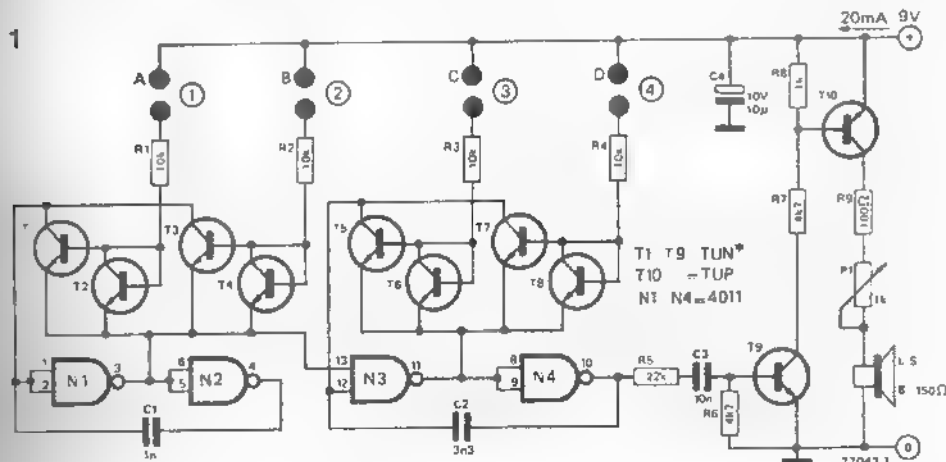 1
20mA 9V
+
A
1
B
2
C
3
D
4
C4
10V
10µ
R8
1k
T10
R1
10k
R2
10k
R3
10k
R4
10k
R7
4k7
R9
100Ω
T
T2
T3
T4
T5
T6
T7
T8
T1 T9 TUN*
T10 = TUP
N1 N4 = 4011
P1
1k
1
2
N1
3
6
5
N2
4
13
12
N3
11
8
9
N4
10
R5
22k
C3
10n
R6
4k7
T9
LS
8 150Ω
C1
C2
3n3
0